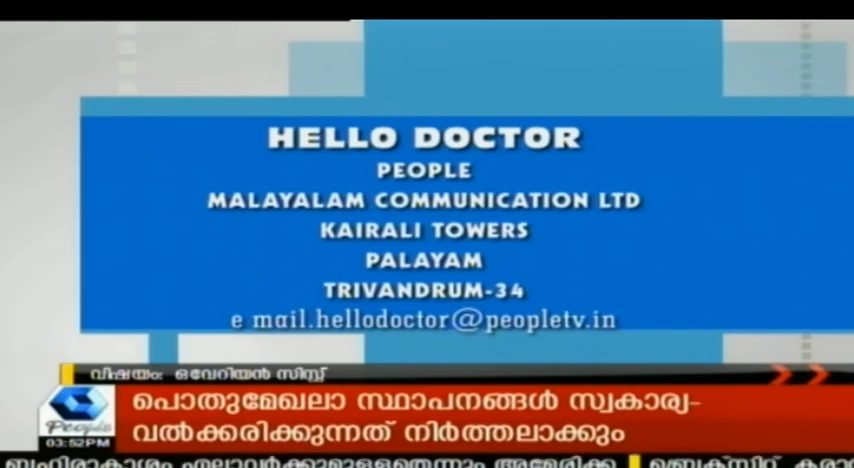 HELLO DOCTOR
PEOPLE
MALAYALAM COMMUNICATION LTD
KAIRALI TOWERS
PALAYAM
TRIVANDRUM-34
e mail.hellodoctor@peopletv.in
വിഷയം: ഒവേറിയൻ സിസ്റ്റ്
പൊതുമേഖലാ സ്ഥാപനങ്ങൾ സ്വകാര്യ-
വൽക്കരിക്കുന്നത് നിർത്തലാക്കും
People
03:52PM